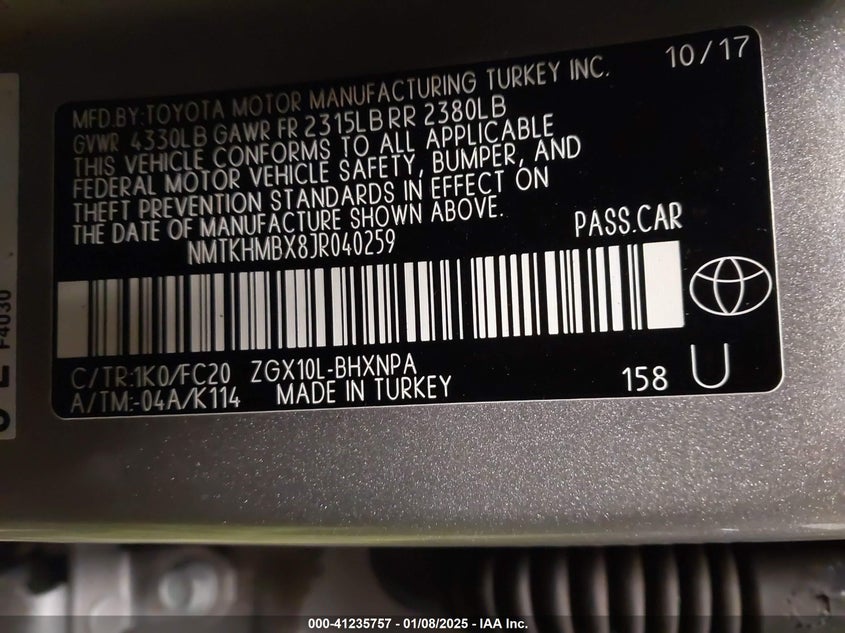 10/17
MFD.BY:TOYOTA MOTOR MANUFACTURING TURKEY INC.
GVWR 4330LB GAWR FR 2315LB RR 2380LB
THIS VEHICLE CONFORMS TO ALL APPLICABLE
FEDERAL MOTOR VEHICLE SAFETY, BUMPER, AND
THEFT PREVENTION STANDARDS IN EFFECT ON
THE DATE OF MANUFACTURE SHOWN ABOVE.
NMTKHMBX8JR040259
PASS.CAR
C/TR:1K0/FC20 ZGX10L-BHXNPA
A/TM:-04A/K114 MADE IN TURKEY
158 U
F4030
000-41235757 - 01/08/2025 - IAA Inc.